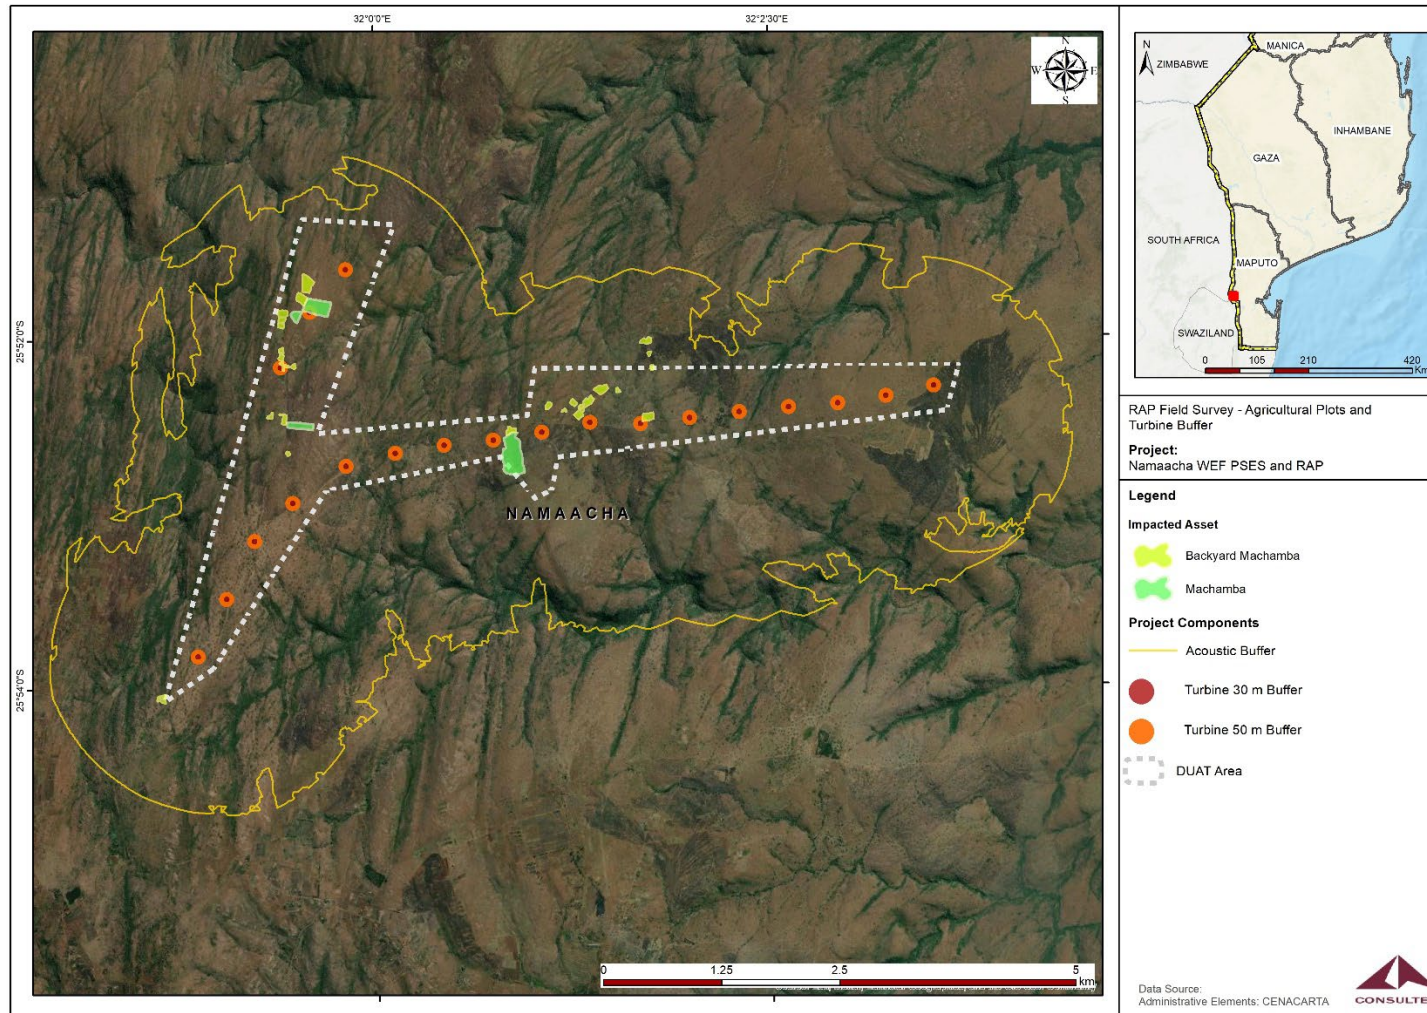 32°0'0"E
32°2'30"E
25°52'0"S
25°54'0"S
N
W E
S
NAMAACHA
0 1.25 2.5 5
km
N
MANICA
ZIMBABWE
INHAMBANE
GAZA
SOUTH AFRICA
MAPUTO
SWAZILAND
0 105 210 420
Km
RAP Field Survey - Agricultural Plots and
Turbine Buffer
Project:
Namaacha WEF PSES and RAP
Legend
Impacted Asset
Backyard Machamba
Machamba
Project Components
Acoustic Buffer
Turbine 30 m Buffer
Turbine 50 m Buffer
DUAT Area
Data Source:
Administrative Elements: CENACARTA
CONSULTE